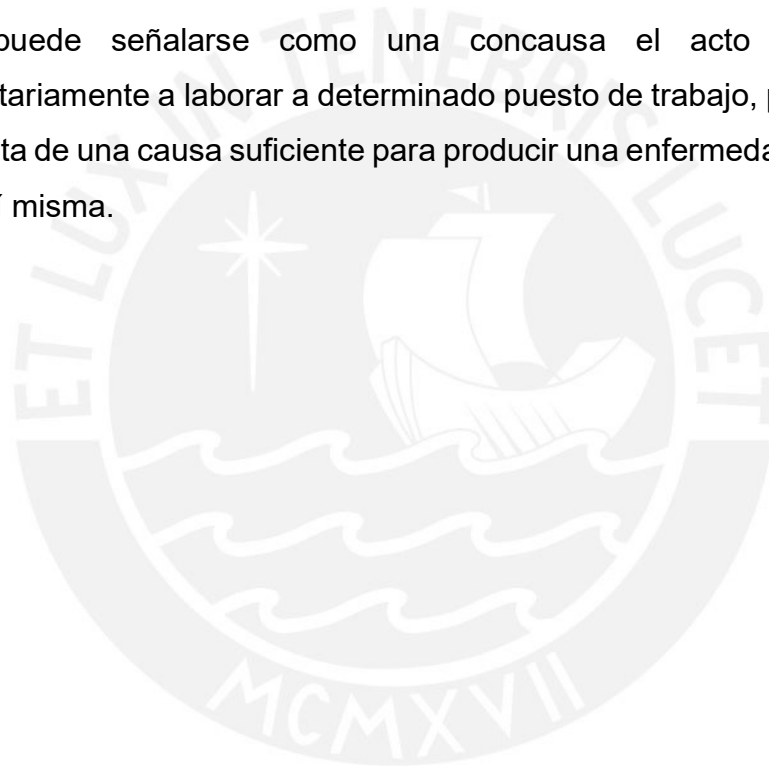 puede señalarse como una concausa el acto
tariamente a laborar a determinado puesto de trabajo, p
ta de una causa suficiente para producir una enfermeda
í misma.
ET LUX IN TENEBRIS LUCET
MCMXVII